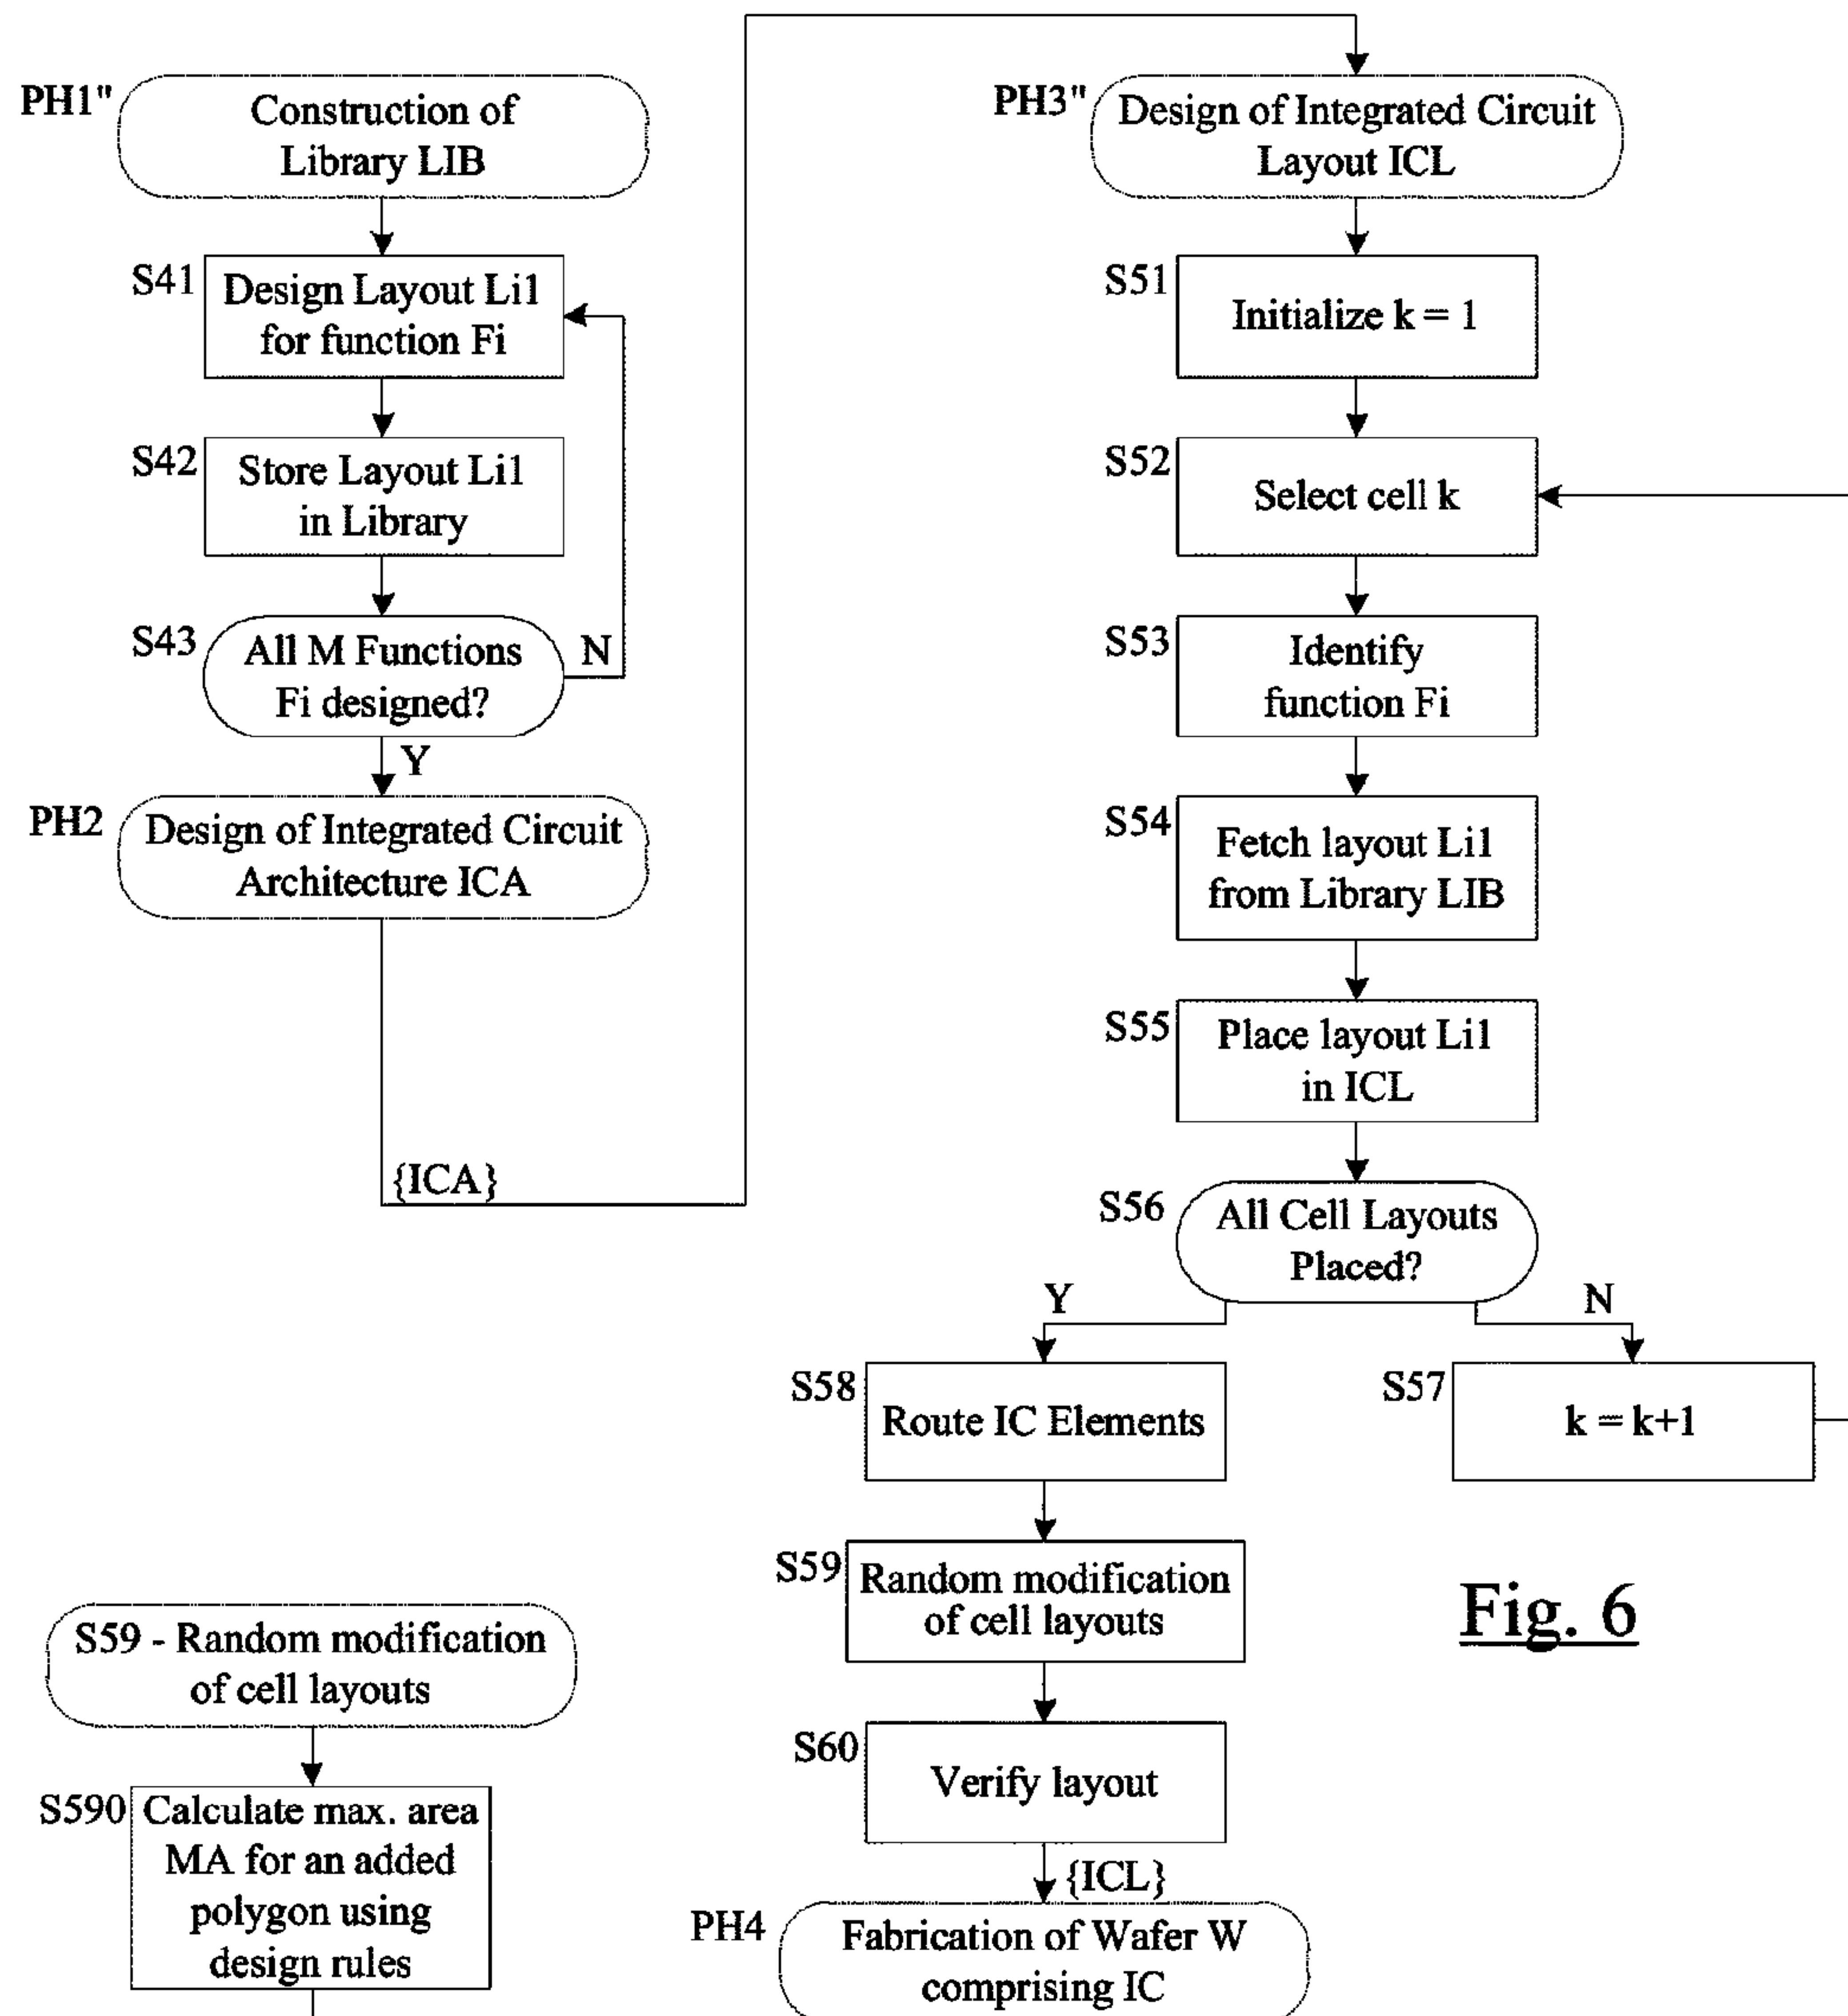 PH1"
Construction of
Library LIB
S41
Design Layout Li1
for function Fi
S42
Store Layout Li1
in Library
S43
All M Functions
Fi designed?
N
Y
PH2
Design of Integrated Circuit
Architecture ICA
{ICA}
PH3"
Design of Integrated Circuit
Layout ICL
S51
Initialize k = 1
S52
Select cell k
S53
Identify
function Fi
S54
Fetch layout Li1
from Library LIB
S55
Place layout Li1
in ICL
S56
All Cell Layouts
Placed?
Y
N
S58
Route IC Elements
S57
k = k+1
S59
Random modification
of cell layouts
S60
Verify layout
{ICL}
PH4
Fabrication of Wafer W
comprising IC
Fig. 6
S59 - Random modification
of cell layouts
S590
Calculate max. area
MA for an added
polygon using
design rules